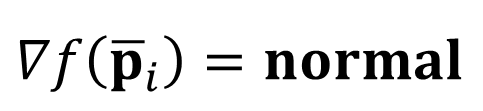 ∇f(p̅ᵢ) = normal